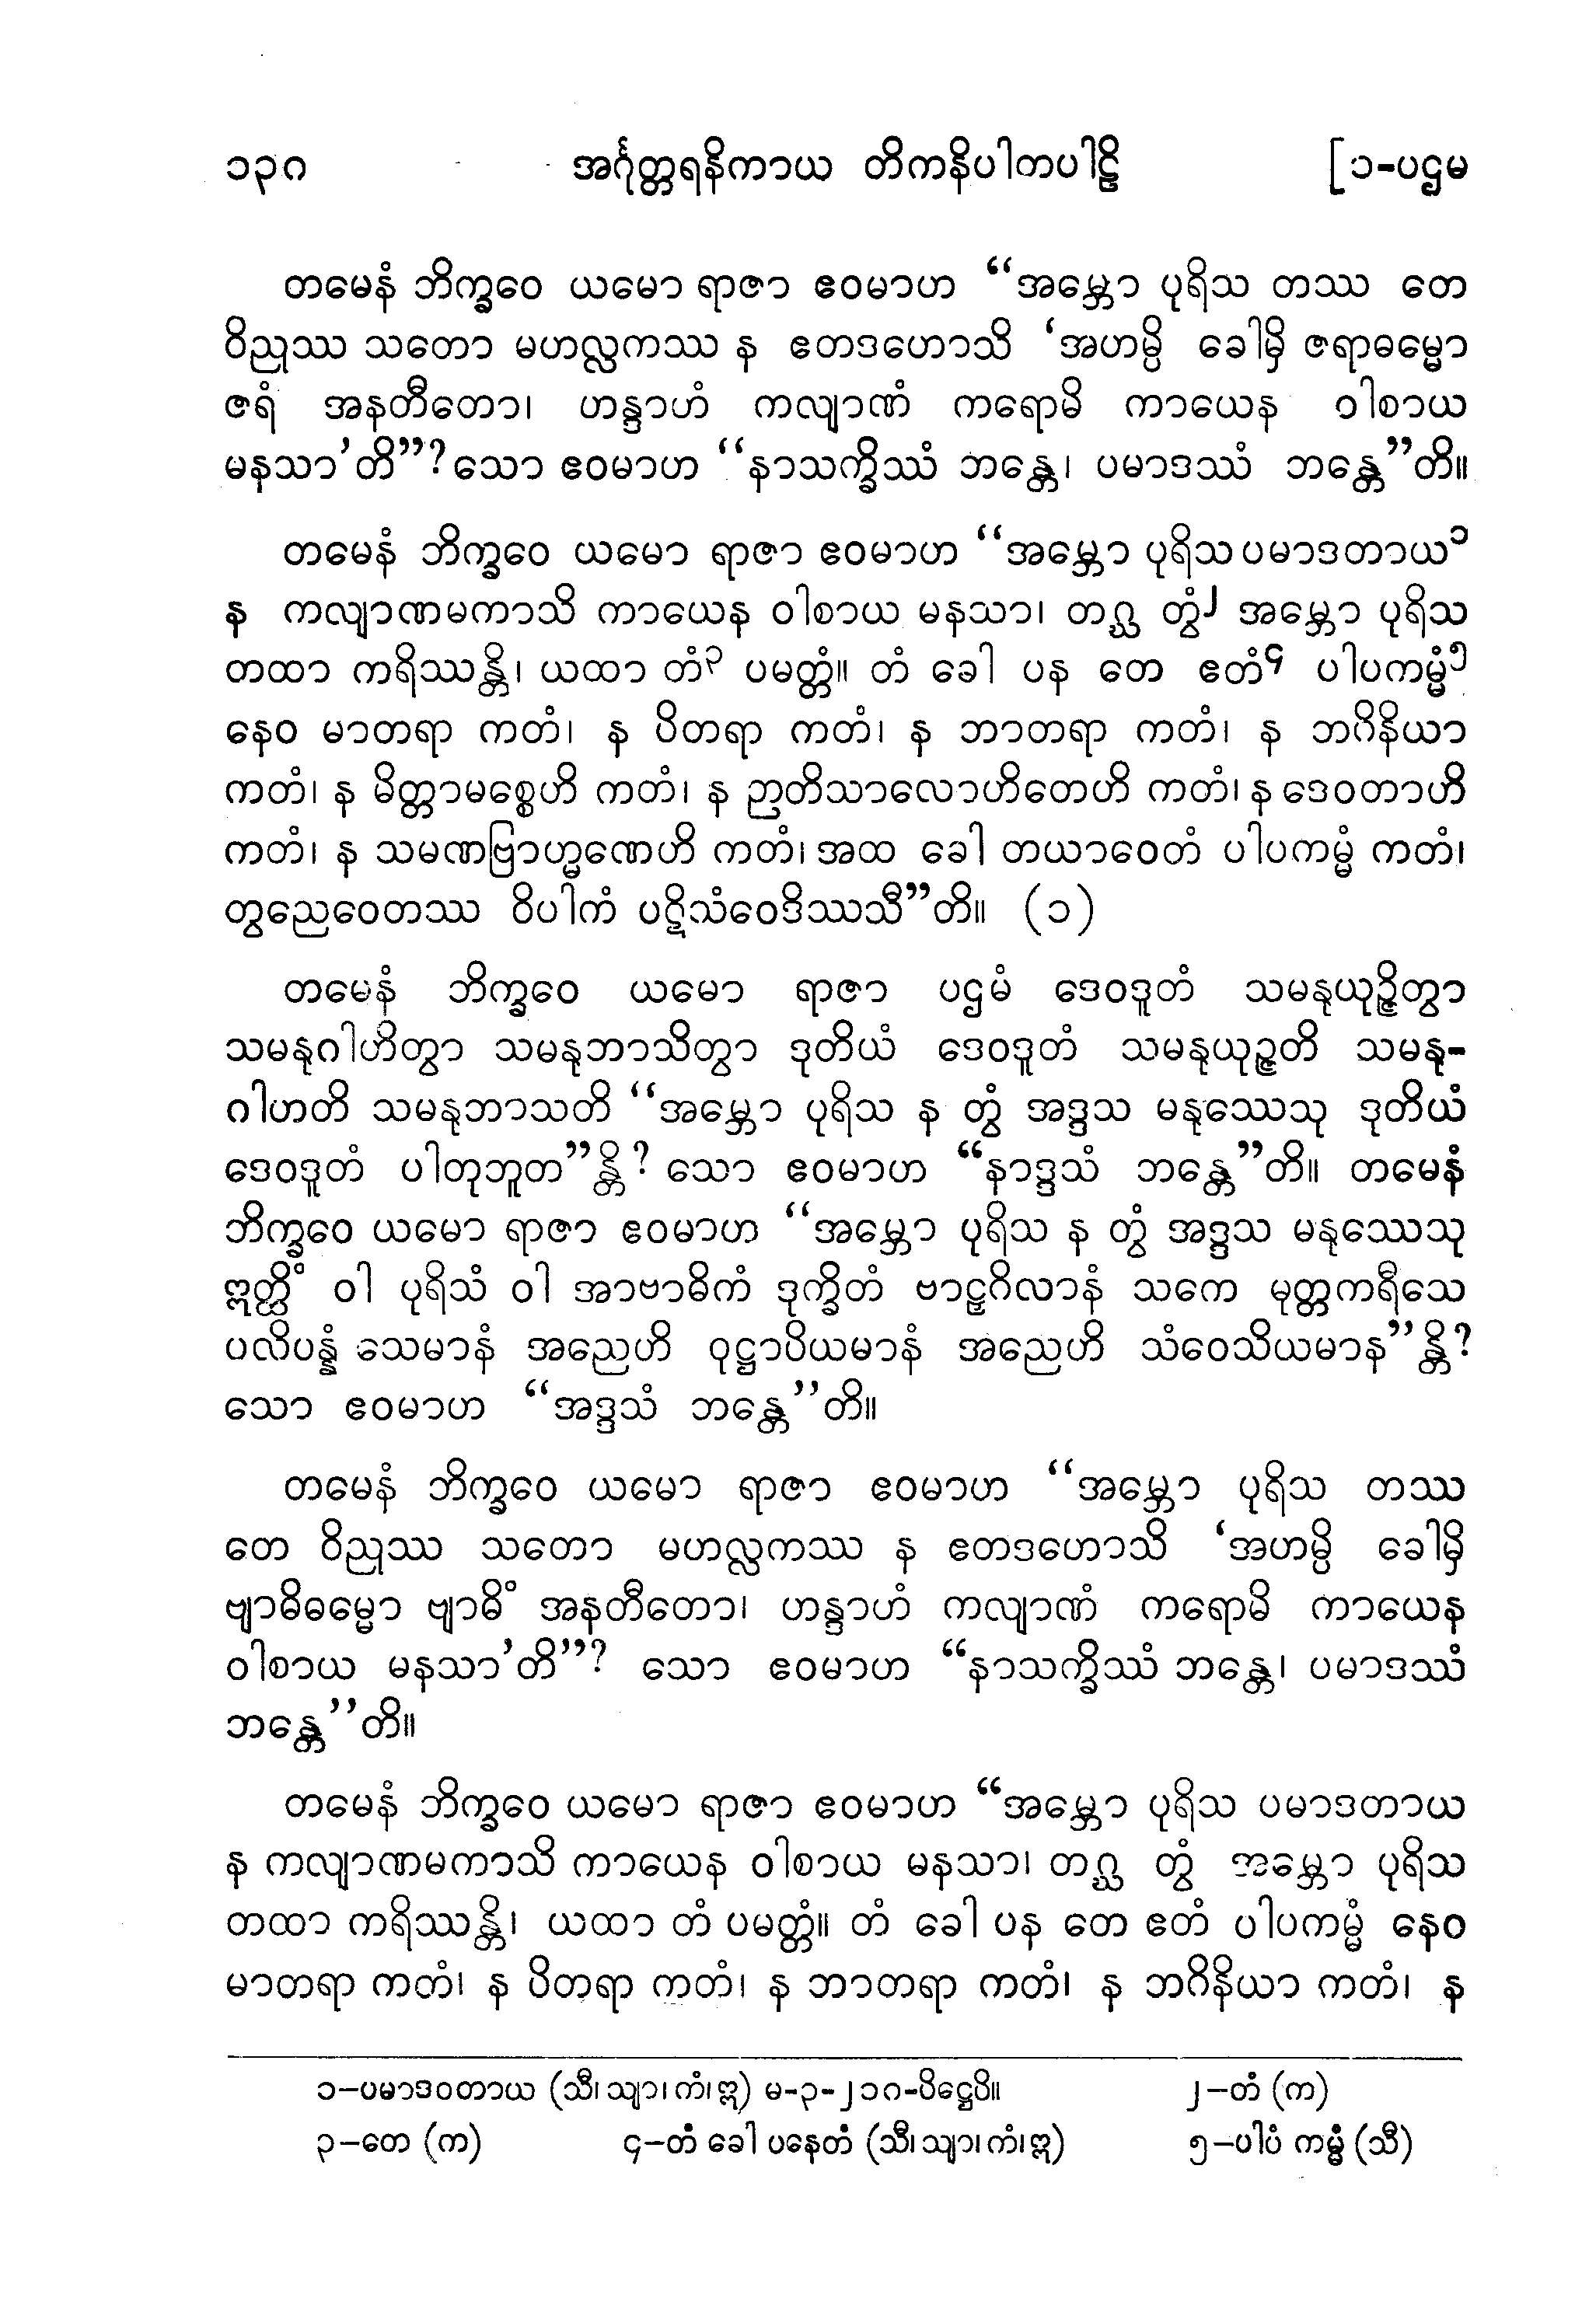 ၁၃၈ အင်္ဂုတ္တရနိကာယ တိကနိပါတပါဠိ [၁-ပဌမ
တမေနံ ဘိက္ခဝေ ယမော ရာဇာ ဧဝမာဟ “အမ္ဘော ပုရိသ တဿ တေ
ဝိညုဿ သတော မဟလ္လကဿ န ဧတဒဟောသိ ‘အဟမ္ပိ ခေါမှိ ဇရာဓမ္မော
ဇရံ အနတီတော၊ ဟန္ဒာဟံ ကလျာဏံ ကရောမိ ကာယေန ဝါစာယ
မနသာ’တိ”? သော ဧဝမာဟ “နာသက္ခိဿံ ဘန္တေ၊ ပမာဒဿံ ဘန္တေ”တိ။
တမေနံ ဘိက္ခဝေ ယမော ရာဇာ ဧဝမာဟ “အမ္ဘော ပုရိသ ပမာဒတာယ၁
န ကလျာဏမကာသိ ကာယေန ဝါစာယ မနသာ၊ တဂ္ဃ တွံ၂ အမ္ဘော ပုရိသ
တထာ ကရိဿန္တိ၊ ယထာ တံ၃ ပမတ္တံ။ တံ ခေါ ပန တေ ဧတံ၄ ပါပကမ္မံ၅
နေဝ မာတရာ ကတံ၊ န ပိတရာ ကတံ၊ န ဘာတရာ ကတံ၊ န ဘဂိနိယာ
ကတံ၊ န မိတ္တာမစ္စေဟိ ကတံ၊ န ဉာတိသာလောဟိတေဟိ ကတံ၊ န ဒေဝတာဟိ
ကတံ၊ န သမဏဗြာဟ္မဏေဟိ ကတံ၊ အထ ခေါ တယာဝေတံ ပါပကမ္မံ ကတံ၊
တွညေဝေတဿ ဝိပါကံ ပဋိသံဝေဒိဿသီ”တိ။ (၁)
တမေနံ ဘိက္ခဝေ ယမော ရာဇာ ပဌမံ ဒေဝဒူတံ သမနုယုဉ္ဇိတွာ
သမနုဂါဟိတွာ သမနုဘာသိတွာ ဒုတိယံ ဒေဝဒူတံ သမနုယုဉ္ဇတိ သမနု-
ဂါဟတိ သမနုဘာသတိ “အမ္ဘော ပုရိသ န တွံ အဒ္ဒသ မနုဿေသု ဒုတိယံ
ဒေဝဒူတံ ပါတုဘူတ”န္တိ? သော ဧဝမာဟ “နာဒ္ဒသံ ဘန္တေ”တိ။ တမေနံ
ဘိက္ခဝေ ယမော ရာဇာ ဧဝမာဟ “အမ္ဘော ပုရိသ န တွံ အဒ္ဒသ မနုဿေသု
ဣတ္ထိံ ဝါ ပုရိသံ ဝါ အာဗာဓိကံ ဒုက္ခိတံ ဗာဠှဂိလာနံ သကေ မုတ္တကရီသေ
ပလိပန္နံ သေမာနံ အညေဟိ ဝုဋ္ဌာပိယမာနံ အညေဟိ သံဝေသိယမာန”န္တိ?
သော ဧဝမာဟ “အဒ္ဒသံ ဘန္တေ”တိ။
တမေနံ ဘိက္ခဝေ ယမော ရာဇာ ဧဝမာဟ “အမ္ဘော ပုရိသ တဿ
တေ ဝိညုဿ သတော မဟလ္လကဿ န ဧတဒဟောသိ ‘အဟမ္ပိ ခေါမှိ
ဗျာဓိဓမ္မော ဗျာဓိံ အနတီတော၊ ဟန္ဒာဟံ ကလျာဏံ ကရောမိ ကာယေန
ဝါစာယ မနသာ’တိ”? သော ဧဝမာဟ “နာသက္ခိဿံ ဘန္တေ၊ ပမာဒဿံ
ဘန္တေ”တိ။
တမေနံ ဘိက္ခဝေ ယမော ရာဇာ ဧဝမာဟ “အမ္ဘော ပုရိသ ပမာဒတာယ
န ကလျာဏမကာသိ ကာယေန ဝါစာယ မနသာ၊ တဂ္ဃ တွံ အမ္ဘော ပုရိသ
တထာ ကရိဿန္တိ၊ ယထာ တံ ပမတ္တံ။ တံ ခေါ ပန တေ ဧတံ ပါပကမ္မံ နေဝ
မာတရာ ကတံ၊ န ပိတရာ ကတံ၊ န ဘာတရာ ကတံ၊ န ဘဂိနိယာ ကတံ၊ န
၁-ပမာဒဝတာယ (သီ၊ သျာ၊ ကံ၊ ဣ) မ-၃-၂၁၈-ပိဋ္ဌေပိ။ ၂-တံ (က)
၃-တေ (က) ၄-တံ ခေါ ပနေတံ (သီ၊ သျာ၊ ကံ၊ ဣ) ၅-ပါပံ ကမ္မံ (သီ)